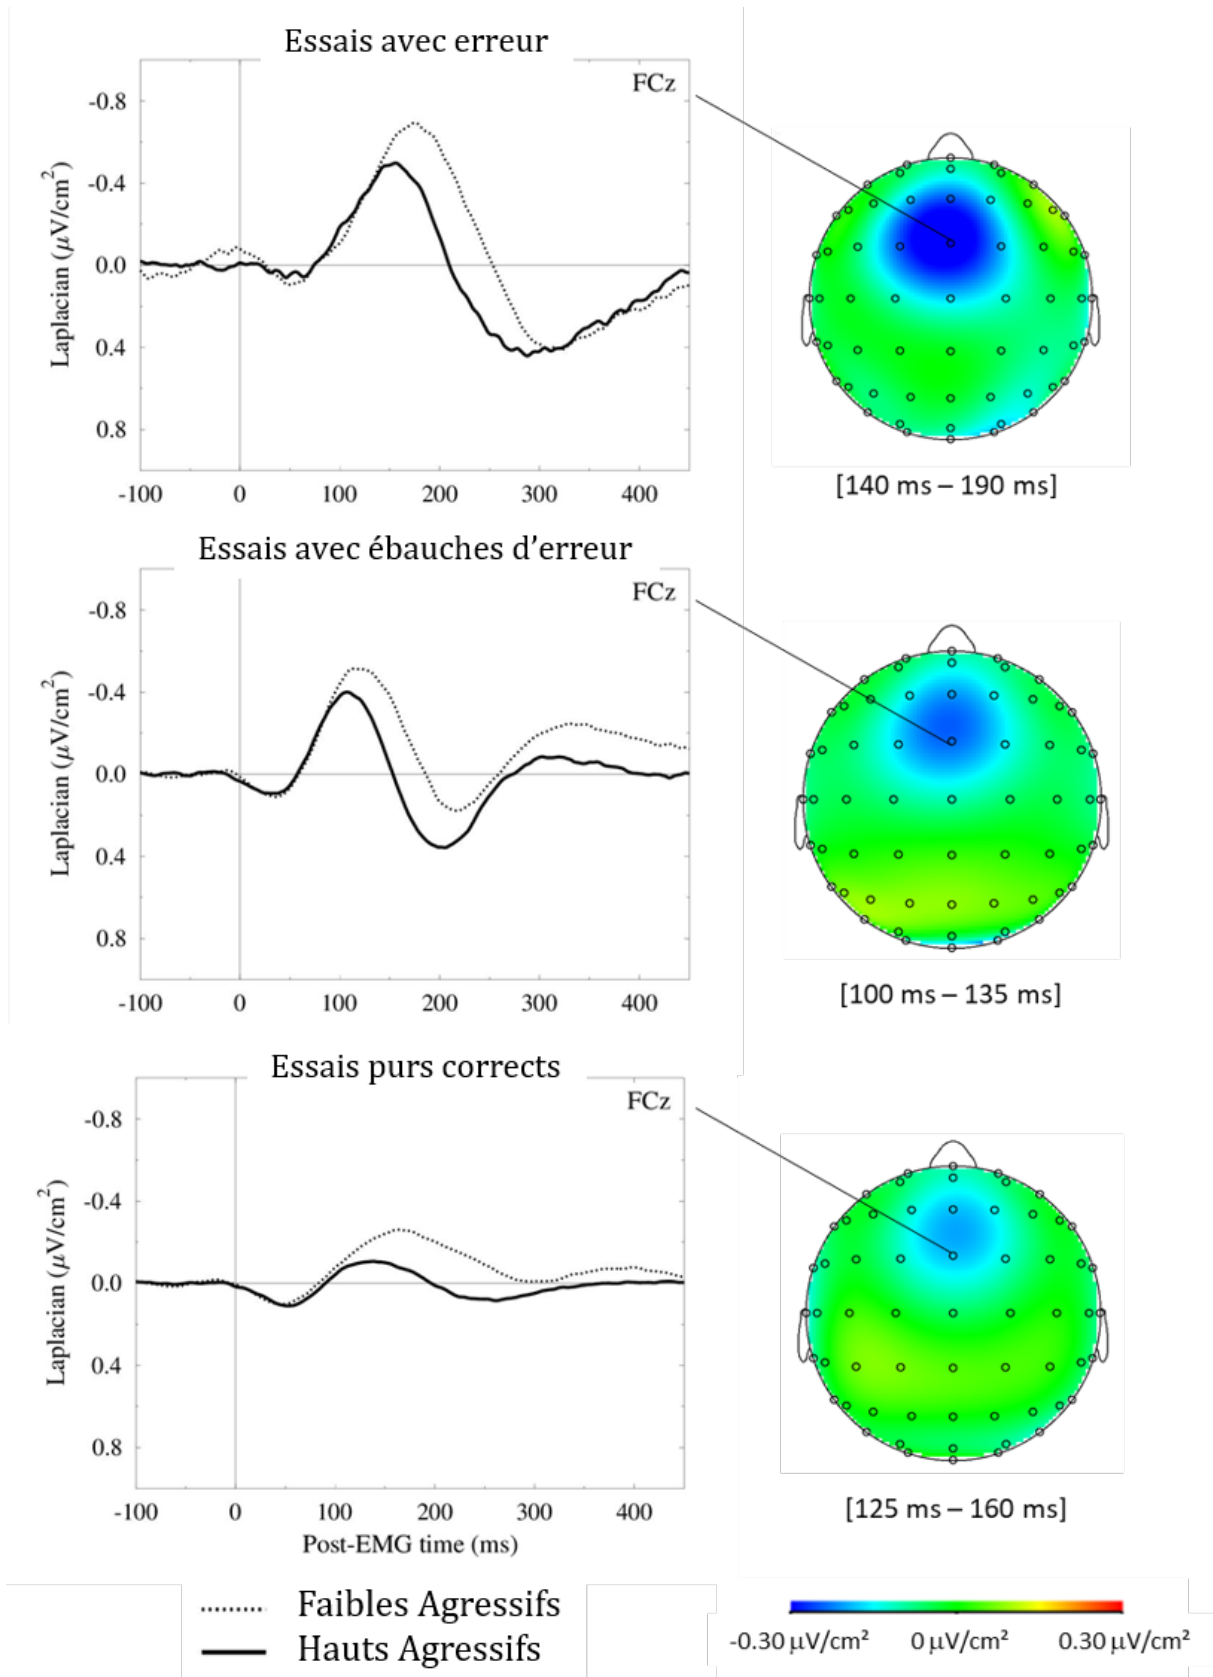 Essais avec erreur
FCz
Laplacian (µV/cm²)
-0.8
-0.4
0.0
0.4
0.8
-100 0 100 200 300 400
[140 ms – 190 ms]
Essais avec ébauches d'erreur
FCz
Laplacian (µV/cm²)
-0.8
-0.4
0.0
0.4
0.8
-100 0 100 200 300 400
[100 ms – 135 ms]
Essais purs corrects
FCz
Laplacian (µV/cm²)
-0.8
-0.4
0.0
0.4
0.8
-100 0 100 200 300 400
Post-EMG time (ms)
[125 ms – 160 ms]
Faibles Agressifs
Hauts Agressifs
-0.30 µV/cm² 0 µV/cm² 0.30 µV/cm²